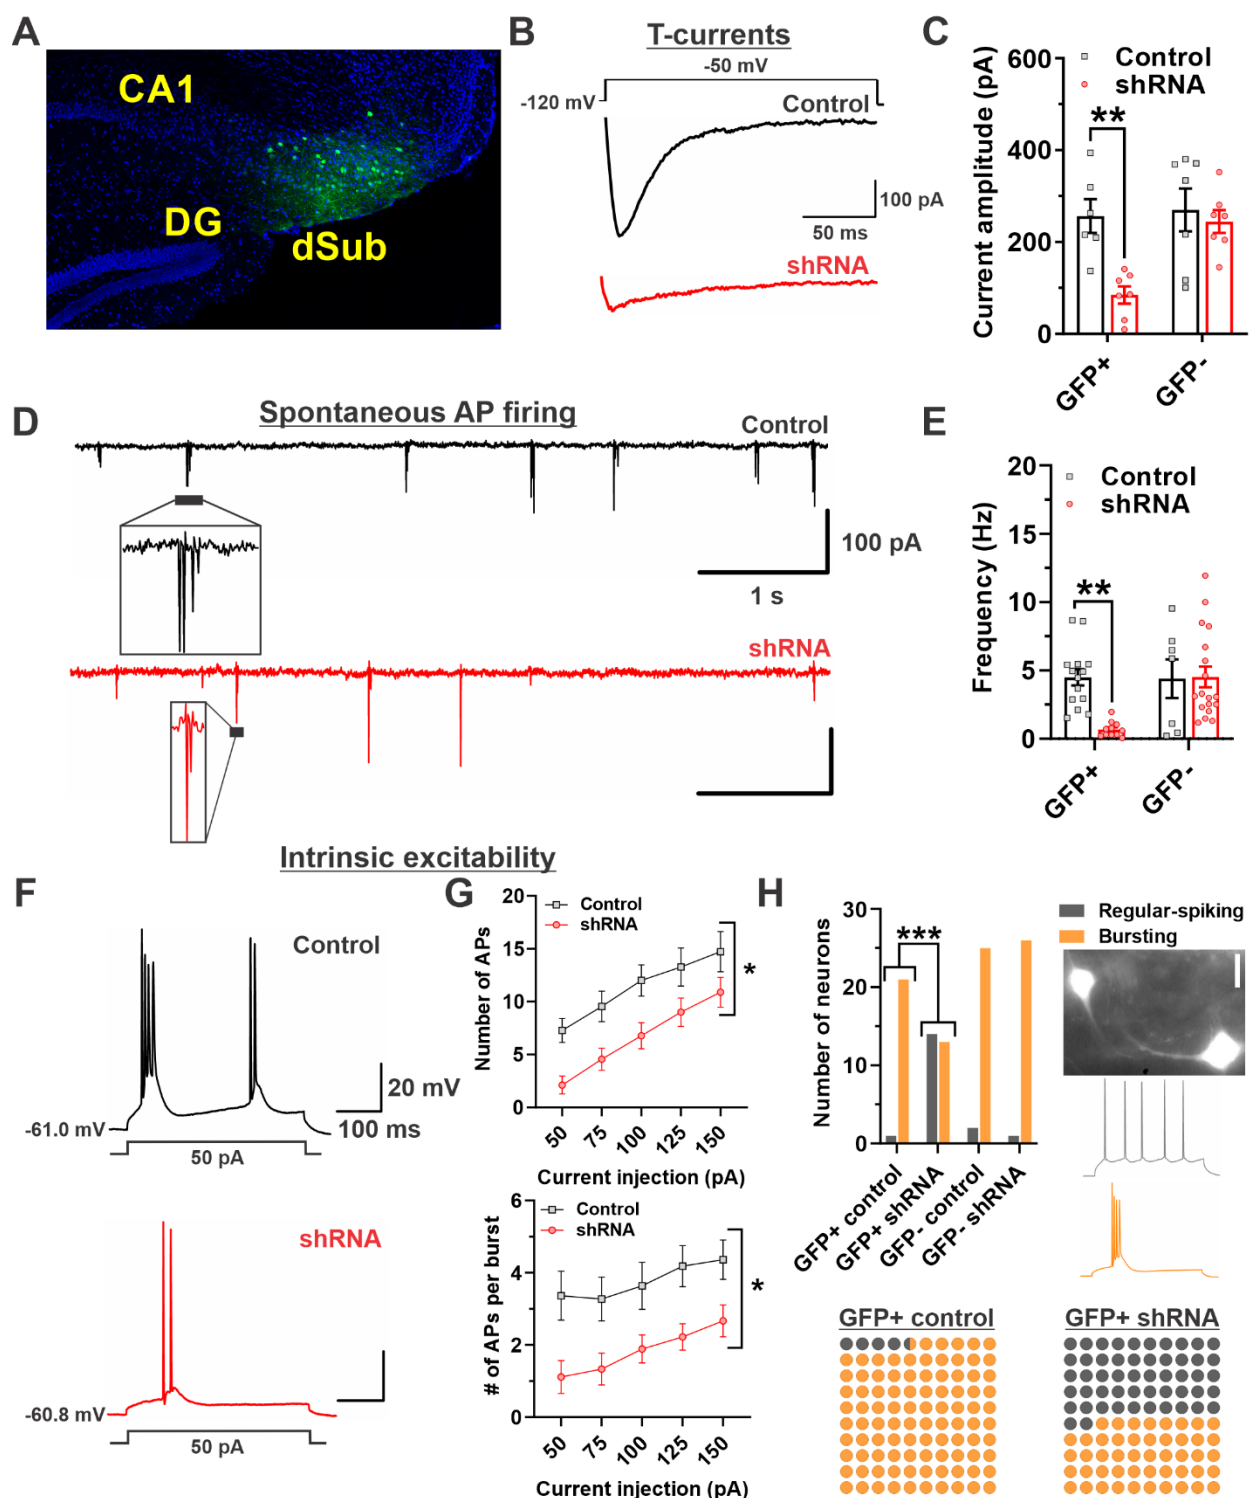 A
CA1
DG
dSub
B
T-currents
-50 mV
-120 mV
Control
100 pA
50 ms
shRNA
C
Control
shRNA
Current amplitude (pA)
600
400
200
0
**
GFP+
GFP-
D
Spontaneous AP firing
Control
100 pA
1 s
shRNA
E
Control
shRNA
Frequency (Hz)
20
15
10
5
0
**
GFP+
GFP-
Intrinsic excitability
F
Control
20 mV
100 ms
-61.0 mV
50 pA
shRNA
-60.8 mV
50 pA
G
Control
shRNA
Number of APs
20
15
10
5
0
*
50
75
100
125
150
Current injection (pA)
Control
shRNA
# of APs per burst
6
4
2
0
*
50
75
100
125
150
Current injection (pA)
H
Number of neurons
30
20
10
0
***
GFP+ control
GFP+ shRNA
GFP- control
GFP- shRNA
Regular-spiking
Bursting
GFP+ control
GFP+ shRNA